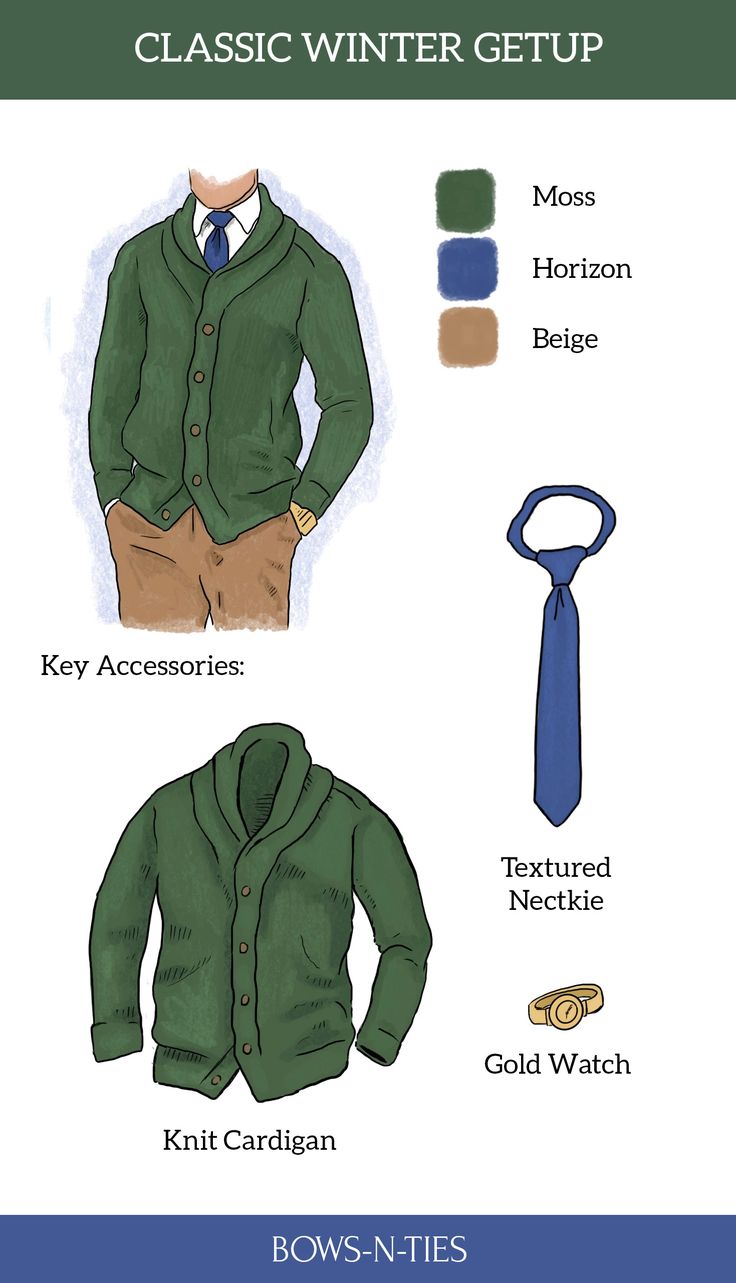 CLASSIC WINTER GETUP
Moss
Horizon
Beige
Key Accessories:
Textured
Nectkie
Gold Watch
Knit Cardigan
BOWS-N-TIES